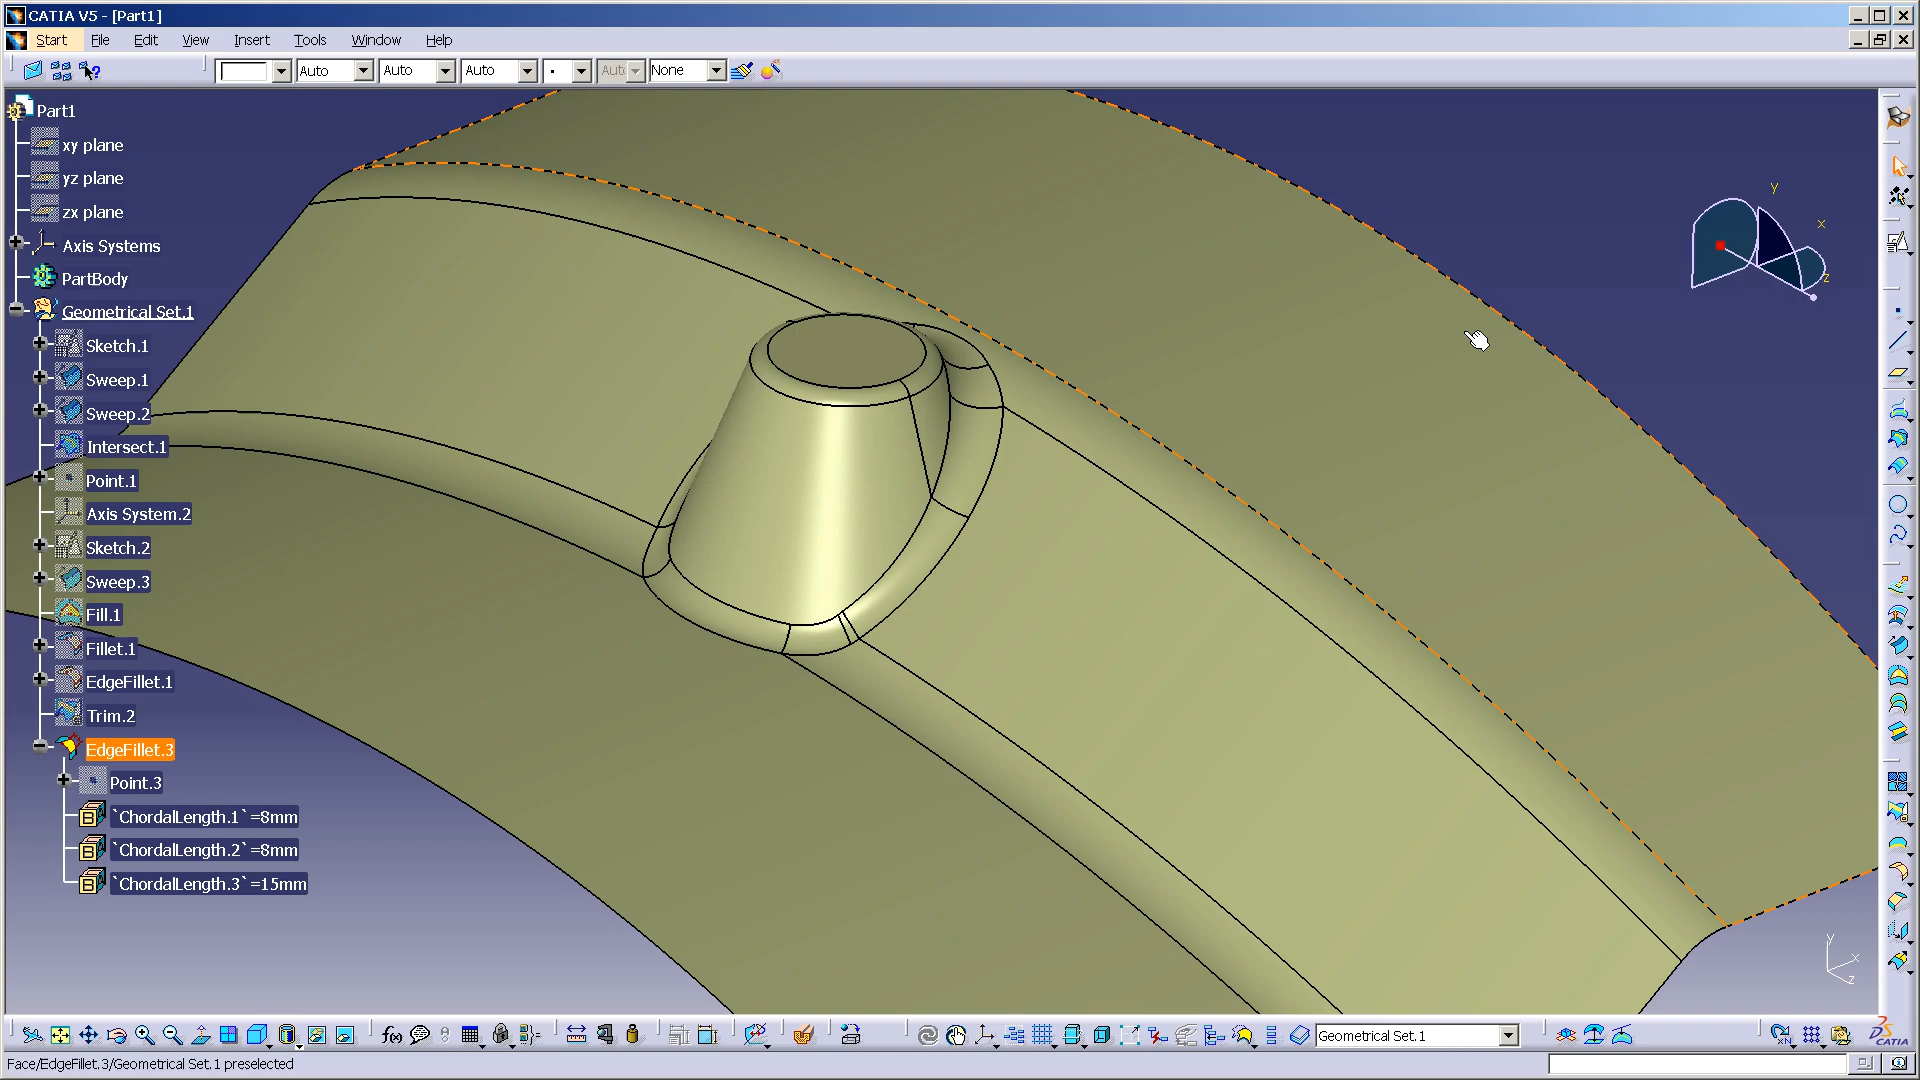 CATIA V5 - [Part1]
Start File Edit View Insert Tools Window Help
Auto Auto Auto Aut None
Part1
xy plane
yz plane
zx plane
Axis Systems
PartBody
Geometrical Set.1
Sketch.1
Sweep.1
Sweep.2
Intersect.1
Point.1
Axis System.2
Sketch.2
Sweep.3
Fill.1
Fillet.1
EdgeFillet.1
Trim.2
EdgeFillet.3
Point.3
`ChordalLength.1`=8mm
`ChordalLength.2`=8mm
`ChordalLength.3`=15mm
y
x
z
y
x
z
f(x)
Geometrical Set.1
CATIA
Face/EdgeFillet.3/Geometrical Set.1 preselected